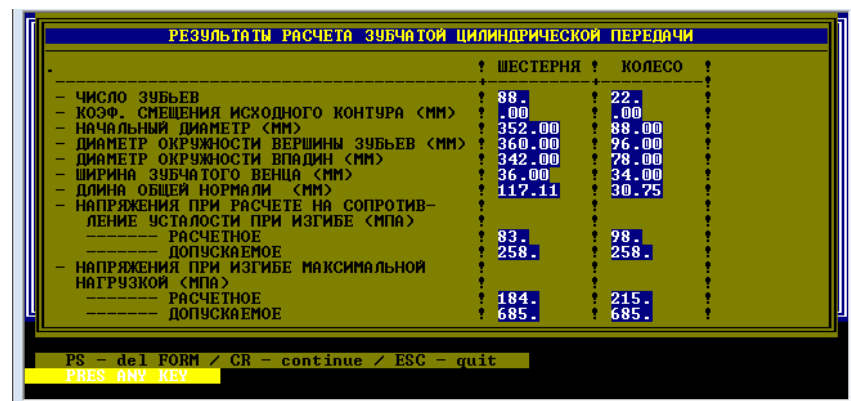 РЕЗУЛЬТАТЫ РАСЧЕТА ЗУБЧАТОЙ ЦИЛИНДРИЧЕСКОЙ ПЕРЕДАЧИ
. ! ШЕСТЕРНЯ ! КОЛЕСО !
- ЧИСЛО ЗУБЬЕВ ! 88. ! 22. !
- КОЭФ. СМЕЩЕНИЯ ИСХОДНОГО КОНТУРА (ММ) ! .00 ! .00 !
- НАЧАЛЬНЫЙ ДИАМЕТР (ММ) ! 352.00 ! 88.00 !
- ДИАМЕТР ОКРУЖНОСТИ ВЕРШИНЫ ЗУБЬЕВ (ММ) ! 360.00 ! 96.00 !
- ДИАМЕТР ОКРУЖНОСТИ ВПАДИН (ММ) ! 342.00 ! 78.00 !
- ШИРИНА ЗУБЧАТОГО ВЕНЦА (ММ) ! 36.00 ! 34.00 !
- ДЛИНА ОБЩЕЙ НОРМАЛИ (ММ) ! 117.11 ! 30.75 !
- НАПРЯЖЕНИЯ ПРИ РАСЧЕТЕ НА СОПРОТИВ- ! ! !
ЛЕНИЕ УСТАЛОСТИ ПРИ ИЗГИБЕ (МПА) ! ! !
------- РАСЧЕТНОЕ ! 83. ! 98. !
------- ДОПУСКАЕМОЕ ! 258. ! 258. !
- НАПРЯЖЕНИЯ ПРИ ИЗГИБЕ МАКСИМАЛЬНОЙ ! ! !
НАГРУЗКОЙ (МПА) ! ! !
------- РАСЧЕТНОЕ ! 184. ! 215. !
------- ДОПУСКАЕМОЕ ! 685. ! 685. !
PS - del FORM / CR - continue / ESC - quit
PRES ANY KEY